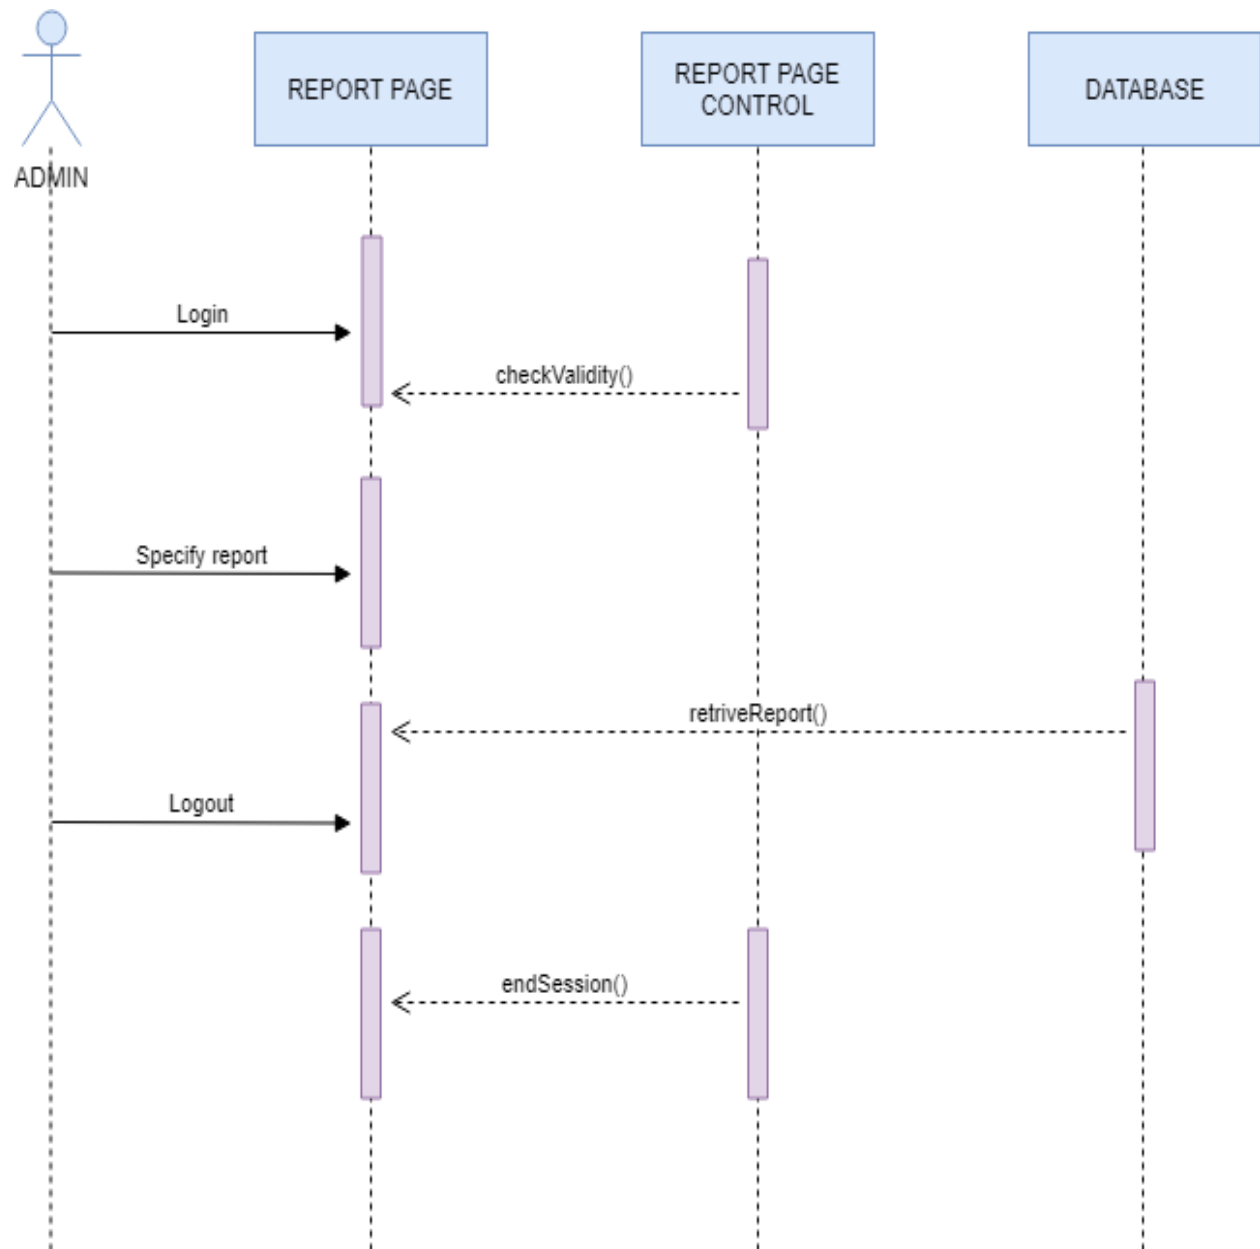 ADMIN
REPORT PAGE
REPORT PAGE
CONTROL
DATABASE
Login
checkValidity()
Specify report
retriveReport()
Logout
endSession()